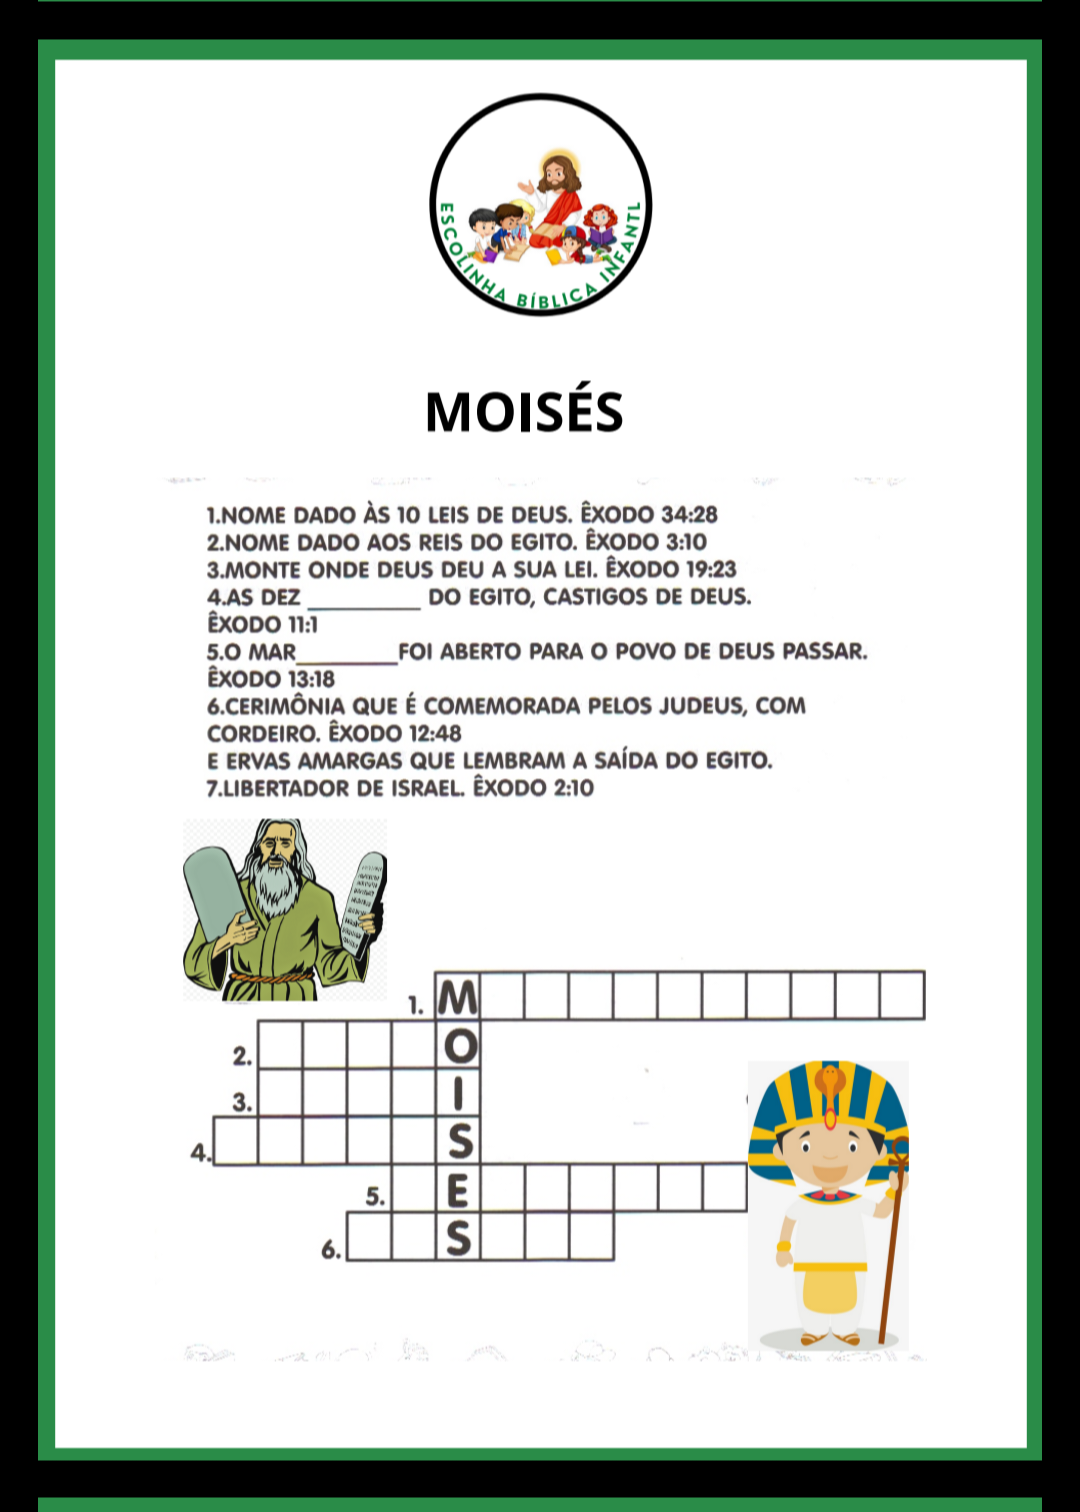 ESCOLINHA BÍBLICA INFANTL
MOISÉS
1.NOME DADO ÀS 10 LEIS DE DEUS. ÊXODO 34:28
2.NOME DADO AOS REIS DO EGITO. ÊXODO 3:10
3.MONTE ONDE DEUS DEU A SUA LEI. ÊXODO 19:23
4.AS DEZ __________ DO EGITO, CASTIGOS DE DEUS.
ÊXODO 11:1
5.O MAR_________FOI ABERTO PARA O POVO DE DEUS PASSAR.
ÊXODO 13:18
6.CERIMÔNIA QUE É COMEMORADA PELOS JUDEUS, COM
CORDEIRO. ÊXODO 12:48
E ERVAS AMARGAS QUE LEMBRAM A SAÍDA DO EGITO.
7.LIBERTADOR DE ISRAEL. ÊXODO 2:10
1. M
2. O
3. I
4. S
5. E
6. S